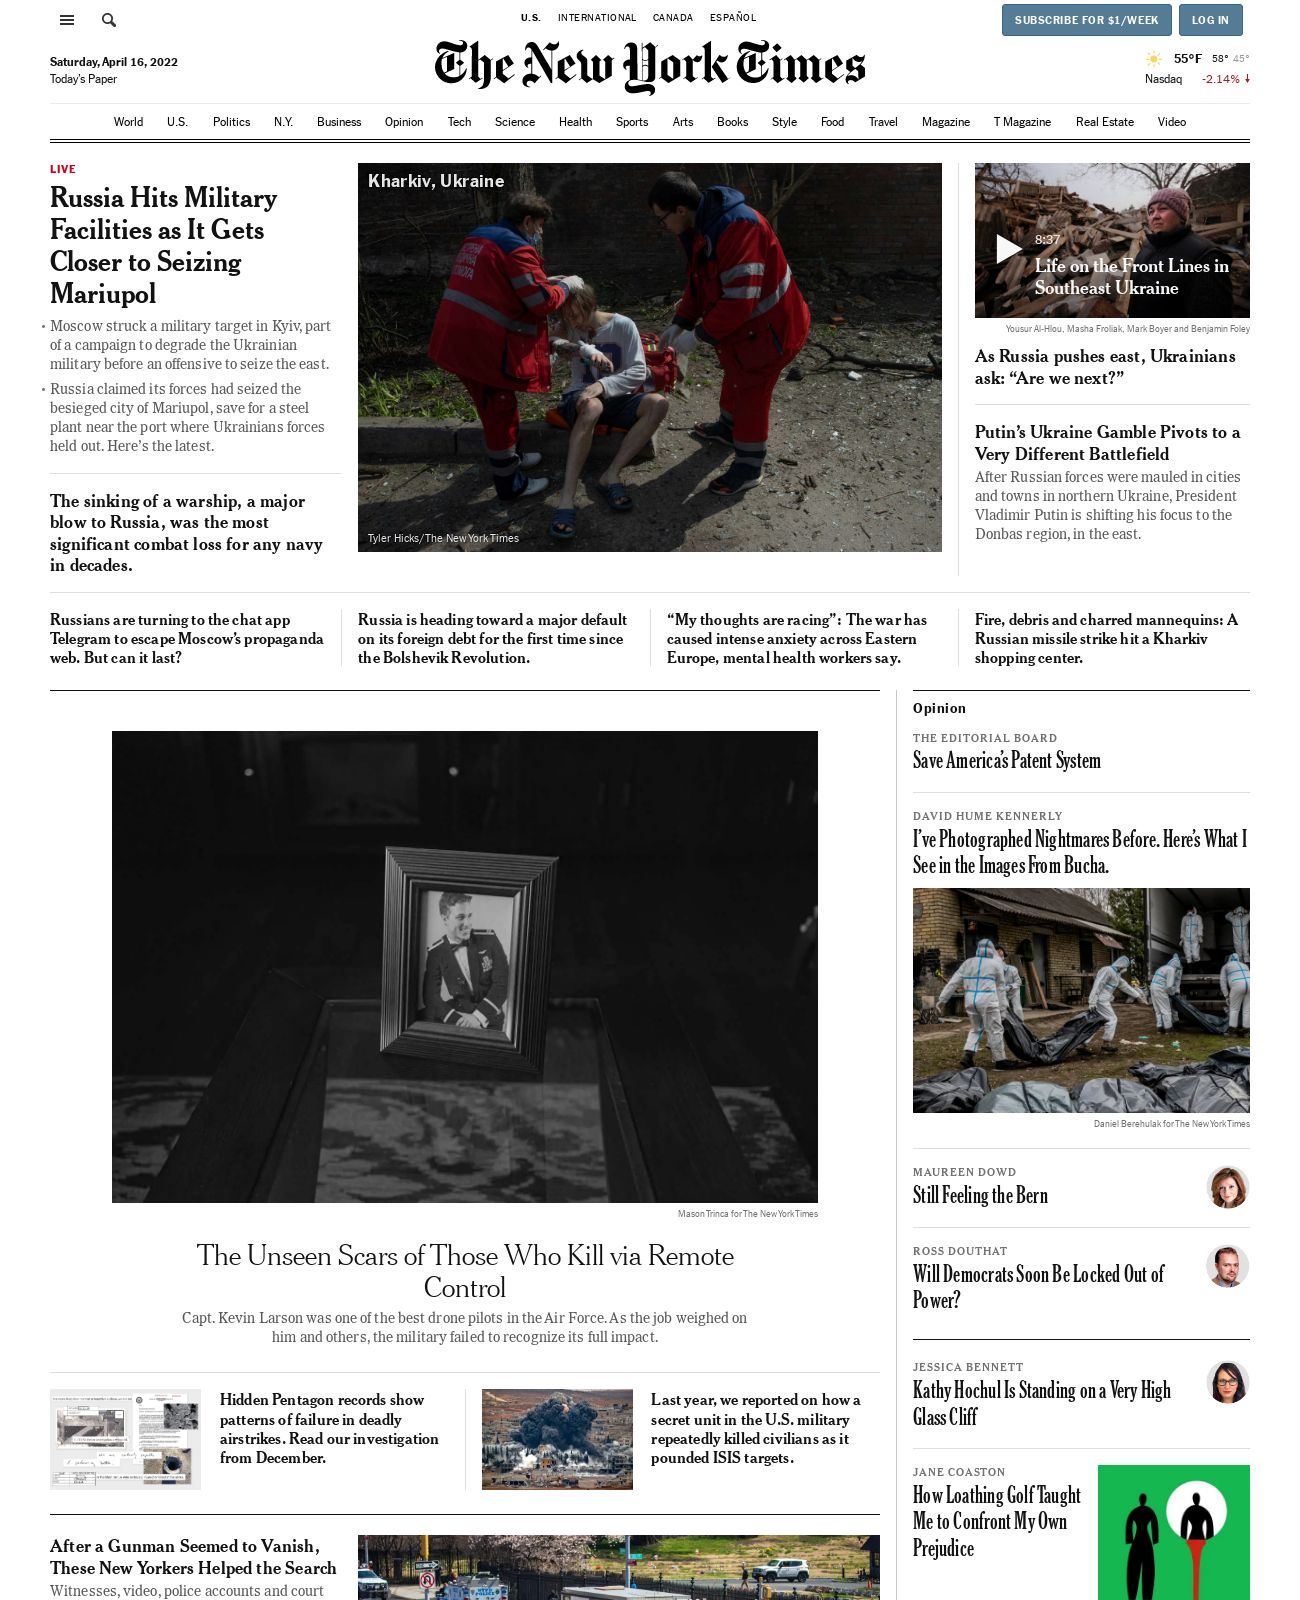 U.S. INTERNATIONAL CANADA ESPAÑOL
SUBSCRIBE FOR $1/WEEK LOG IN
Saturday, April 16, 2022
Today's Paper
The New York Times
55°F 58° 45°
Nasdaq -2.14%
World U.S. Politics N.Y. Business Opinion Tech Science Health Sports Arts Books Style Food Travel Magazine T Magazine Real Estate Video
LIVE
Russia Hits Military
Facilities as It Gets
Closer to Seizing
Mariupol
• Moscow struck a military target in Kyiv, part
of a campaign to degrade the Ukrainian
military before an offensive to seize the east.
• Russia claimed its forces had seized the
besieged city of Mariupol, save for a steel
plant near the port where Ukrainians forces
held out. Here's the latest.
The sinking of a warship, a major
blow to Russia, was the most
significant combat loss for any navy
in decades.
Kharkiv, Ukraine
Tyler Hicks/The New York Times
8:37
Life on the Front Lines in
Southeast Ukraine
Yousur Al-Hlou, Masha Froliak, Mark Boyer and Benjamin Foley
As Russia pushes east, Ukrainians
ask: “Are we next?”
Putin's Ukraine Gamble Pivots to a
Very Different Battlefield
After Russian forces were mauled in cities
and towns in northern Ukraine, President
Vladimir Putin is shifting his focus to the
Donbas region, in the east.
Russians are turning to the chat app
Telegram to escape Moscow's propaganda
web. But can it last?
Russia is heading toward a major default
on its foreign debt for the first time since
the Bolshevik Revolution.
“My thoughts are racing”: The war has
caused intense anxiety across Eastern
Europe, mental health workers say.
Fire, debris and charred mannequins: A
Russian missile strike hit a Kharkiv
shopping center.
Mason Trinca for The New York Times
The Unseen Scars of Those Who Kill via Remote
Control
Capt. Kevin Larson was one of the best drone pilots in the Air Force. As the job weighed on
him and others, the military failed to recognize its full impact.
Hidden Pentagon records show
patterns of failure in deadly
airstrikes. Read our investigation
from December.
Last year, we reported on how a
secret unit in the U.S. military
repeatedly killed civilians as it
pounded ISIS targets.
After a Gunman Seemed to Vanish,
These New Yorkers Helped the Search
Witnesses, video, police accounts and court
Opinion
THE EDITORIAL BOARD
Save America's Patent System
DAVID HUME KENNERLY
I've Photographed Nightmares Before. Here's What I
See in the Images From Bucha.
Daniel Berehulak for The New York Times
MAUREEN DOWD
Still Feeling the Bern
ROSS DOUTHAT
Will Democrats Soon Be Locked Out of
Power?
JESSICA BENNETT
Kathy Hochul Is Standing on a Very High
Glass Cliff
JANE COASTON
How Loathing Golf Taught
Me to Confront My Own
Prejudice